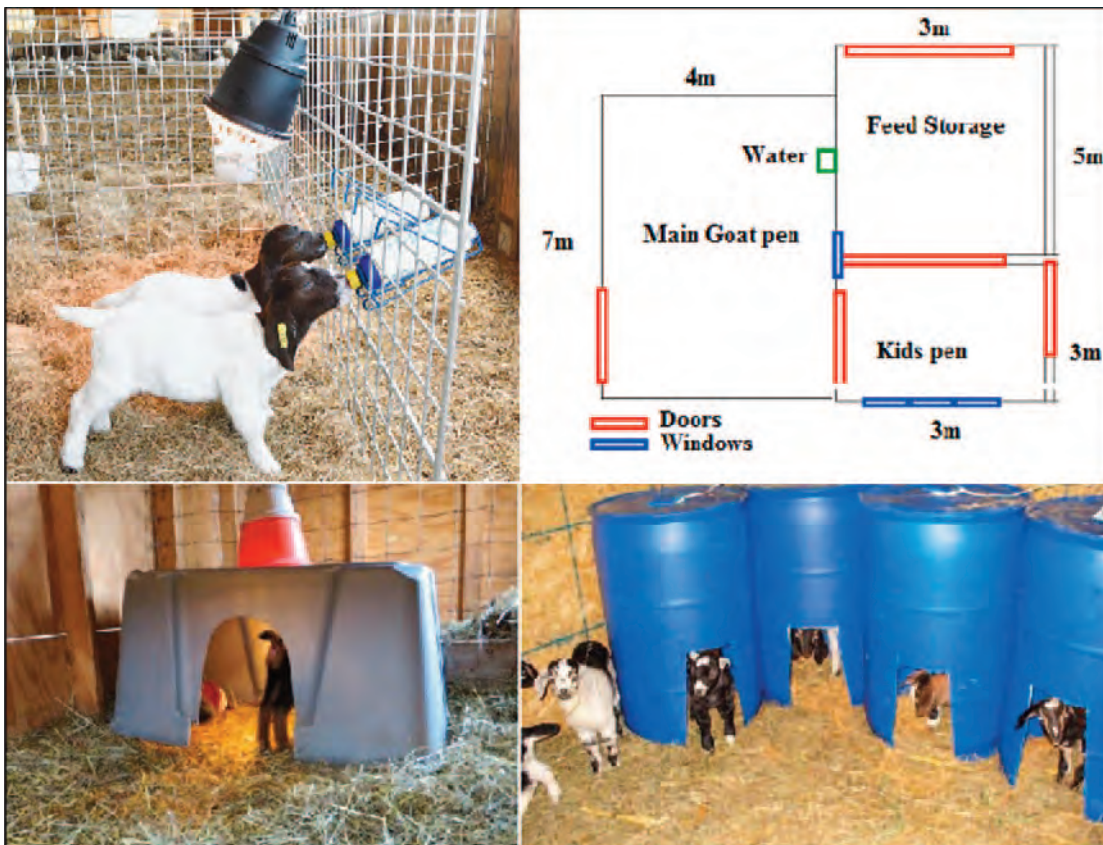 3m
4m
Feed Storage
Water
5m
7m
Main Goat pen
Kids pen
3m
Doors
Windows
3m